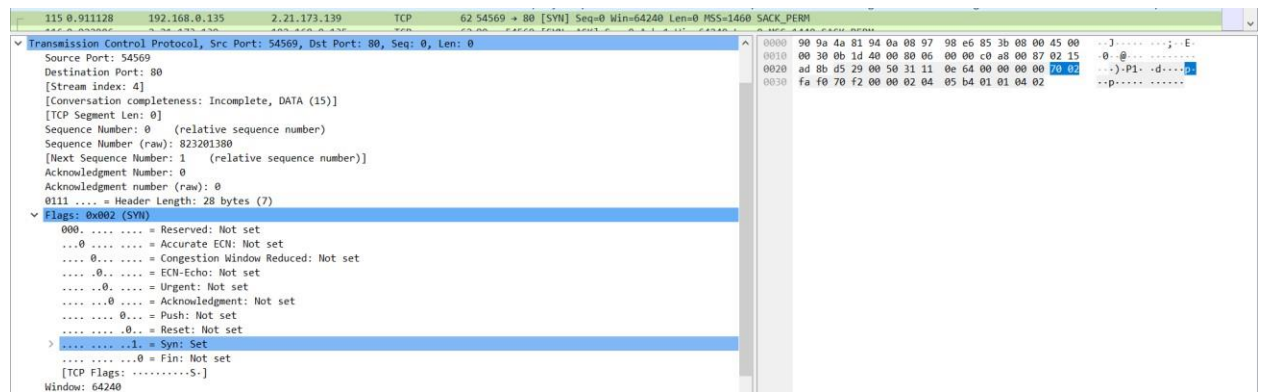 115 0.911128 192.168.0.135 2.21.173.139 TCP 62 54569 → 80 [SYN] Seq=0 Win=64240 Len=0 MSS=1460 SACK_PERM
Transmission Control Protocol, Src Port: 54569, Dst Port: 80, Seq: 0, Len: 0
Source Port: 54569
Destination Port: 80
[Stream index: 4]
[Conversation completeness: Incomplete, DATA (15)]
[TCP Segment Len: 0]
Sequence Number: 0 (relative sequence number)
Sequence Number (raw): 823201380
[Next Sequence Number: 1 (relative sequence number)]
Acknowledgment Number: 0
Acknowledgment number (raw): 0
0111 .... = Header Length: 28 bytes (7)
Flags: 0x002 (SYN)
000. .... .... = Reserved: Not set
...0 .... .... = Accurate ECN: Not set
.... 0... .... = Congestion Window Reduced: Not set
.... .0.. .... = ECN-Echo: Not set
.... ..0. .... = Urgent: Not set
.... ...0 .... = Acknowledgment: Not set
.... .... 0... = Push: Not set
.... .... .0.. = Reset: Not set
.... .... ..1. = Syn: Set
.... .... ...0 = Fin: Not set
[TCP Flags: ··········S·]
Window: 64240
0000 90 9a 4a 81 94 0a 08 97 98 e6 85 3b 08 00 45 00 ··J····· ···;··E·
0010 00 30 0b 1d 40 00 80 06 00 00 c0 a8 00 87 02 15 ·0··@··· ········
0020 ad 8b d5 29 00 50 31 11 0e 64 00 00 00 00 70 02 ···)·P1· ·d····p·
0030 fa f0 70 f2 00 00 02 04 05 b4 01 01 04 02 ··p····· ······